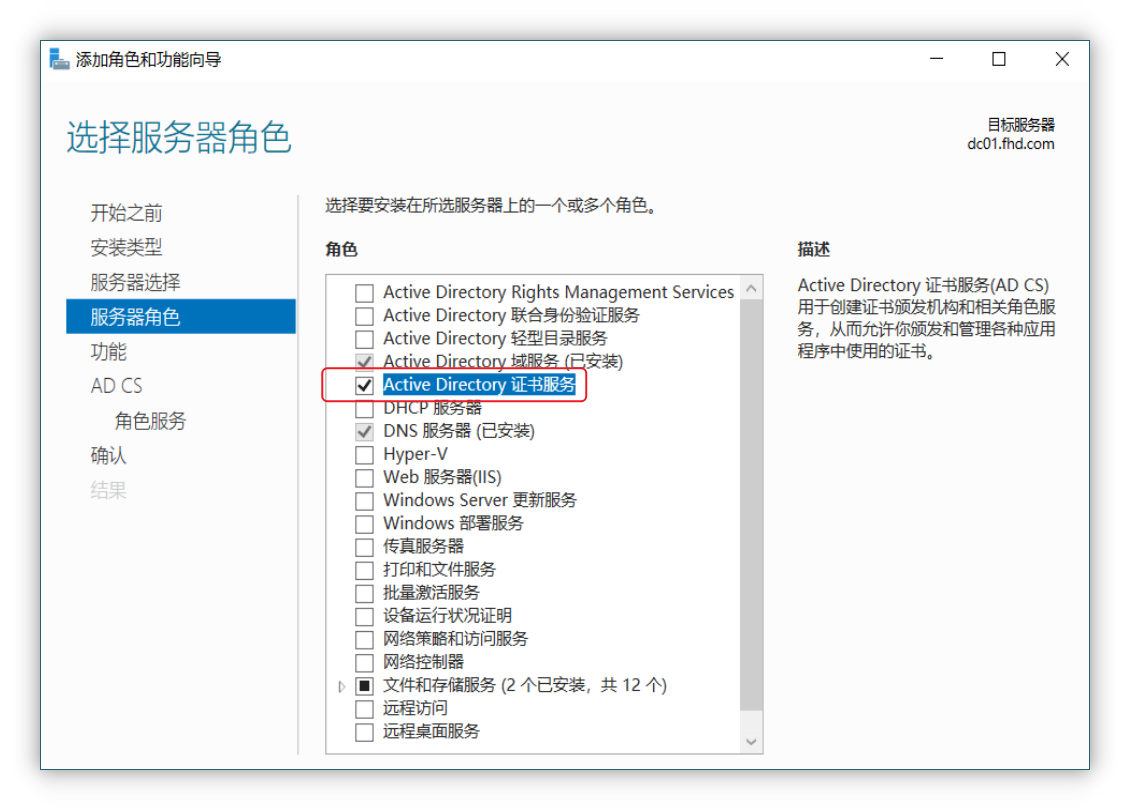 添加角色和功能向导
选择服务器角色
目标服务器
dc01.fhd.com
开始之前
安装类型
服务器选择
服务器角色
功能
AD CS
角色服务
确认
结果
选择要安装在所选服务器上的一个或多个角色。
角色
Active Directory Rights Management Services
Active Directory 联合身份验证服务
Active Directory 轻型目录服务
Active Directory 域服务 (已安装)
Active Directory 证书服务
DHCP 服务器
DNS 服务器 (已安装)
Hyper-V
Web 服务器(IIS)
Windows Server 更新服务
Windows 部署服务
传真服务器
打印和文件服务
批量激活服务
设备运行状况证明
网络策略和访问服务
网络控制器
文件和存储服务 (2 个已安装，共 12 个)
远程访问
远程桌面服务
描述
Active Directory 证书服务(AD CS)
用于创建证书颁发机构和相关角色服
务，从而允许你颁发和管理各种应用
程序中使用的证书。